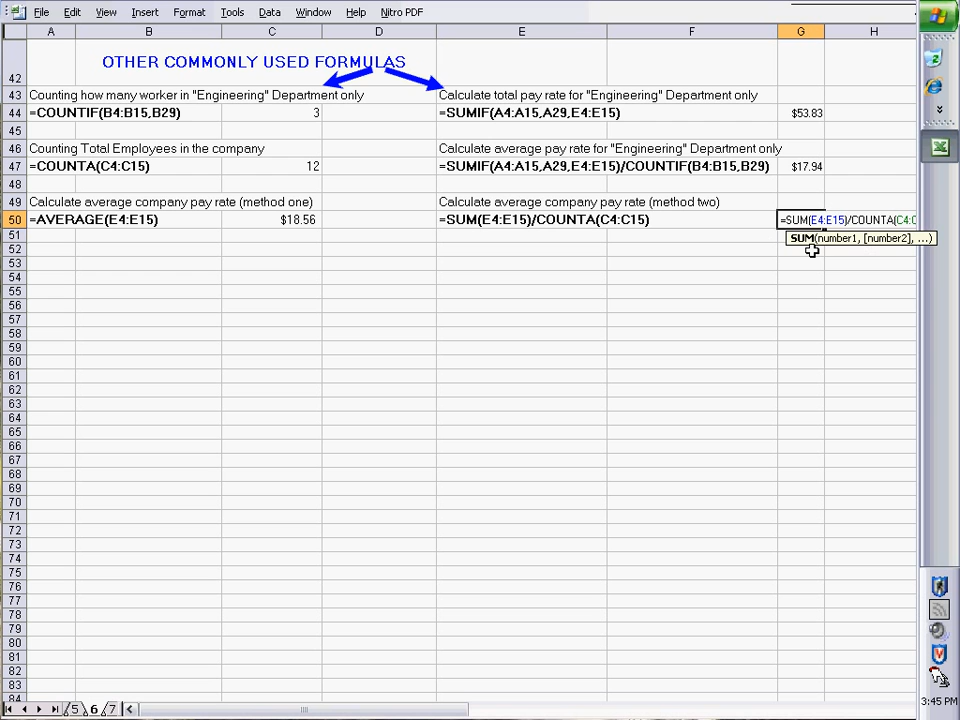 File Edit View Insert Format Tools Data Window Help Nitro PDF
A B C D E F G H
42 OTHER COMMONLY USED FORMULAS
43 Counting how many worker in "Engineering" Department only Calculate total pay rate for "Engineering" Department only
44 =COUNTIF(B4:B15,B29) 3 =SUMIF(A4:A15,A29,E4:E15) $53.83
45
46 Counting Total Employees in the company Calculate average pay rate for "Engineering" Department only
47 =COUNTA(C4:C15) 12 =SUMIF(A4:A15,A29,E4:E15)/COUNTIF(B4:B15,B29) $17.94
48
49 Calculate average company pay rate (method one) Calculate average company pay rate (method two)
50 =AVERAGE(E4:E15) $18.56 =SUM(E4:E15)/COUNTA(C4:C15) =SUM(E4:E15)/COUNTA(C4:C
51 SUM(number1, [number2], ...)
52
53
54
55
56
57
58
59
60
61
62
63
64
65
66
67
68
69
70
71
72
73
74
75
76
77
78
79
80
81
82
83
84
5 6 7
3:45 PM